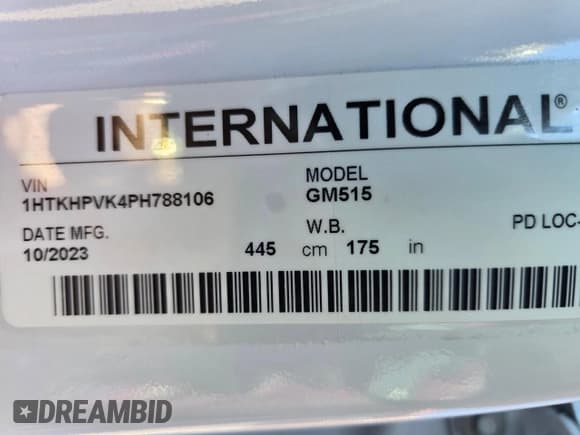 INTERNATIONAL®
VIN
1HTKHPVK4PH788106
MODEL
GM515
DATE MFG.
10/2023
W.B.
445 cm 175 in
PD LOC-
DREAMBID